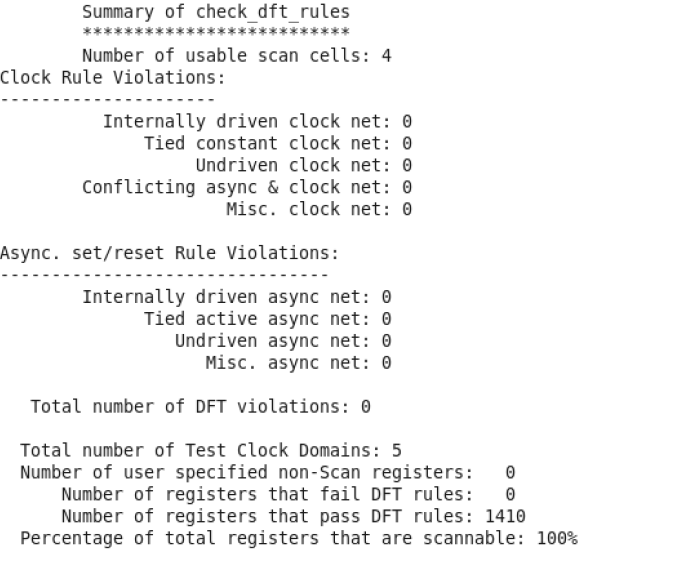 Summary of check_dft_rules
**************************
Number of usable scan cells: 4
Clock Rule Violations:
---------------------
Internally driven clock net: 0
Tied constant clock net: 0
Undriven clock net: 0
Conflicting async & clock net: 0
Misc. clock net: 0
Async. set/reset Rule Violations:
--------------------------------
Internally driven async net: 0
Tied active async net: 0
Undriven async net: 0
Misc. async net: 0
Total number of DFT violations: 0
Total number of Test Clock Domains: 5
Number of user specified non-Scan registers:   0
Number of registers that fail DFT rules:   0
Number of registers that pass DFT rules: 1410
Percentage of total registers that are scannable: 100%